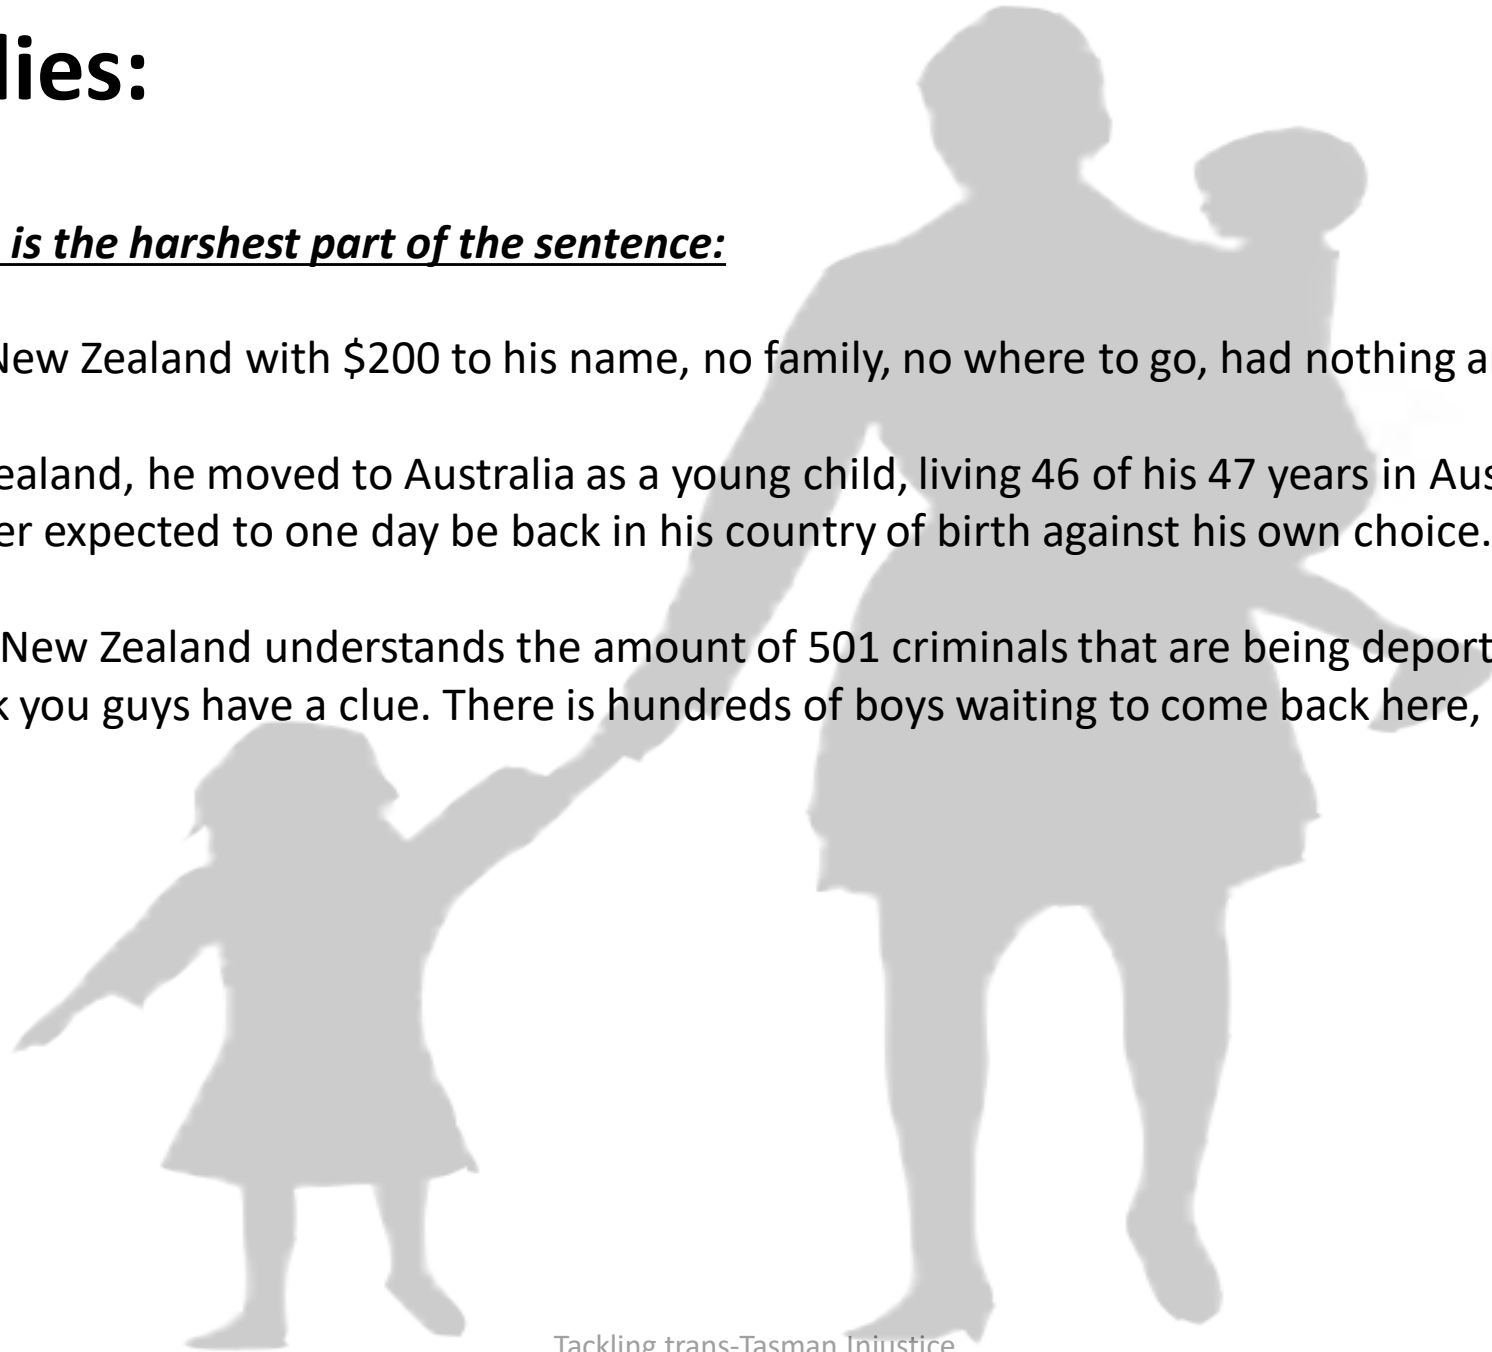 lies:
is the harshest part of the sentence:
New Zealand with $200 to his name, no family, no where to go, had nothing
ealand, he moved to Australia as a young child, living 46 of his 47 years in Aus
er expected to one day be back in his country of birth against his own choice.
New Zealand understands the amount of 501 criminals that are being deport
k you guys have a clue. There is hundreds of boys waiting to come back here,
Tackling trans-Tasman Injustice